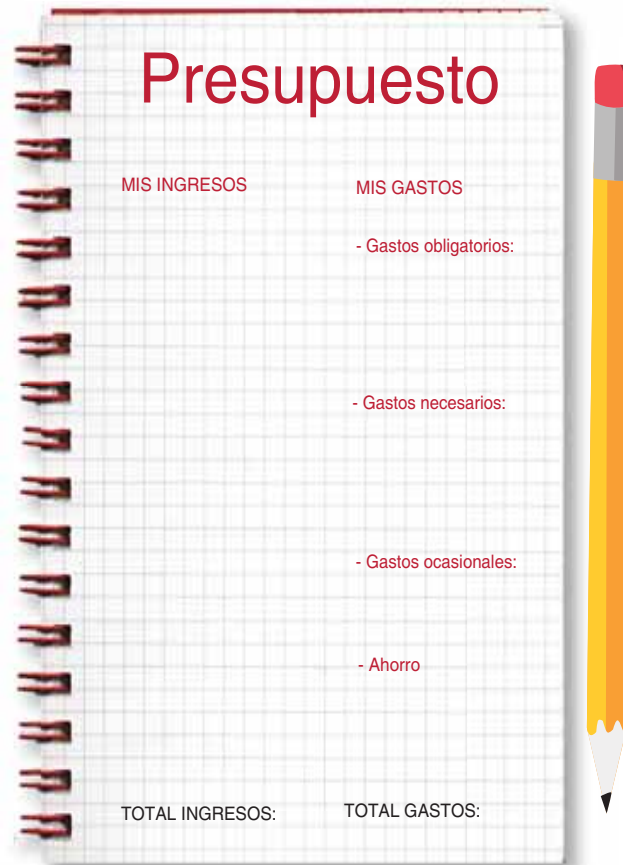 Presupuesto
MIS INGRESOS
MIS GASTOS
- Gastos obligatorios:
- Gastos necesarios:
- Gastos ocasionales:
- Ahorro
TOTAL INGRESOS:
TOTAL GASTOS: